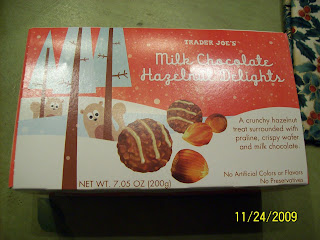 TRADER JOE'S
Milk Chocolate
Hazelnut Delights
A crunchy hazelnut
treat surrounded with
praline, crispy wafer
and milk chocolate.
No Artificial Colors or Flavors
No Preservatives
NET WT. 7.05 OZ (200g)
11/24/2009